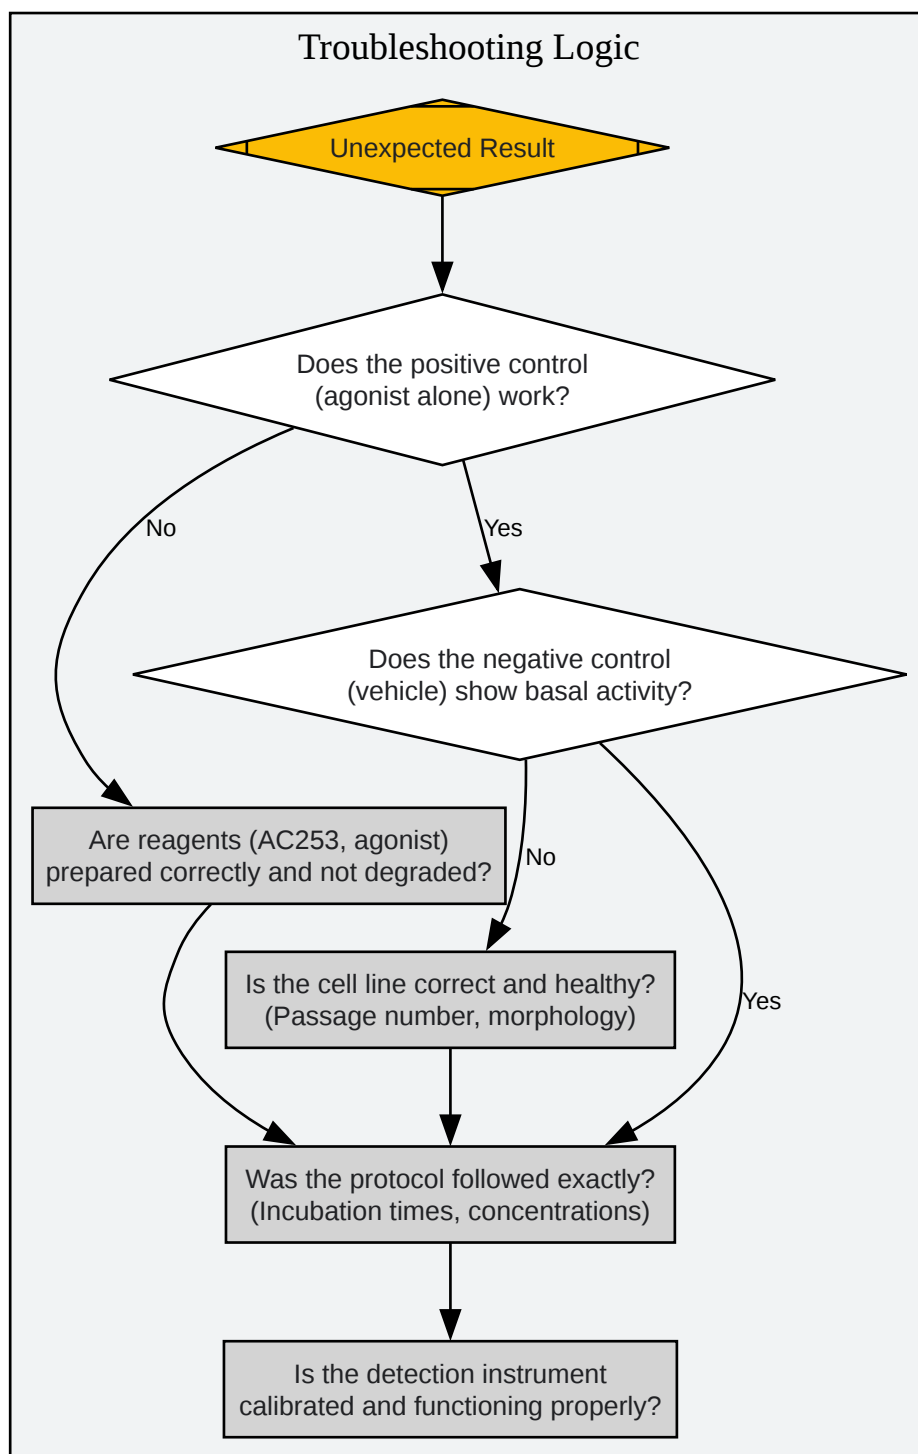 Troubleshooting Logic
Unexpected Result
Does the positive control
(agonist alone) work?
No
Yes
Does the negative control
(vehicle) show basal activity?
Are reagents (AC253, agonist)
prepared correctly and not degraded?
No
Is the cell line correct and healthy?
(Passage number, morphology)
Yes
Was the protocol followed exactly?
(Incubation times, concentrations)
Is the detection instrument
calibrated and functioning properly?